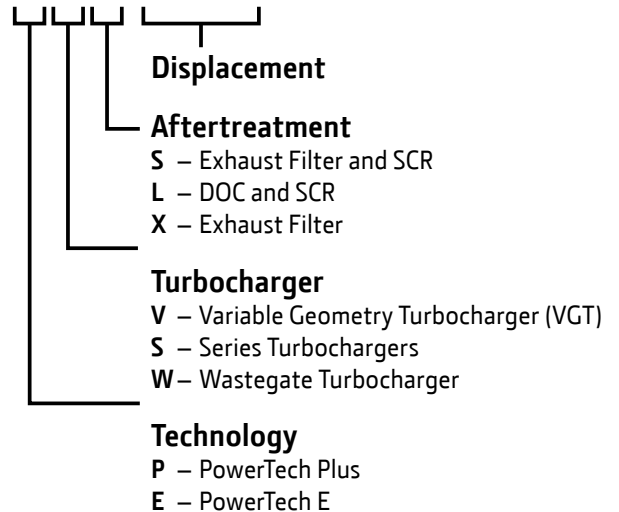 Displacement
Aftertreatment
S – Exhaust Filter and SCR
L – DOC and SCR
X – Exhaust Filter
Turbocharger
V – Variable Geometry Turbocharger (VGT)
S – Series Turbochargers
W – Wastegate Turbocharger
Technology
P – PowerTech Plus
E – PowerTech E